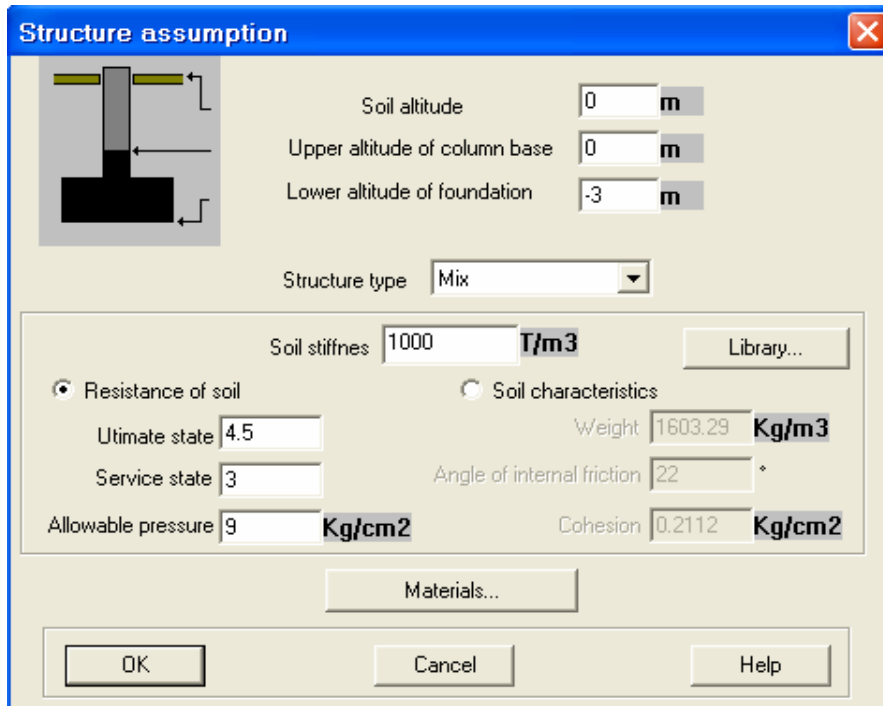 Structure assumption
Soil altitude 0 m
Upper altitude of column base 0 m
Lower altitude of foundation -3 m
Structure type Mix
Soil stiffnes 1000 T/m3 Library...
Resistance of soil Soil characteristics
Utimate state 4.5 Weight 1603.29 Kg/m3
Service state 3 Angle of internal friction 22 °
Allowable pressure 9 Kg/cm2 Cohesion 0.2112 Kg/cm2
Materials...
OK Cancel Help